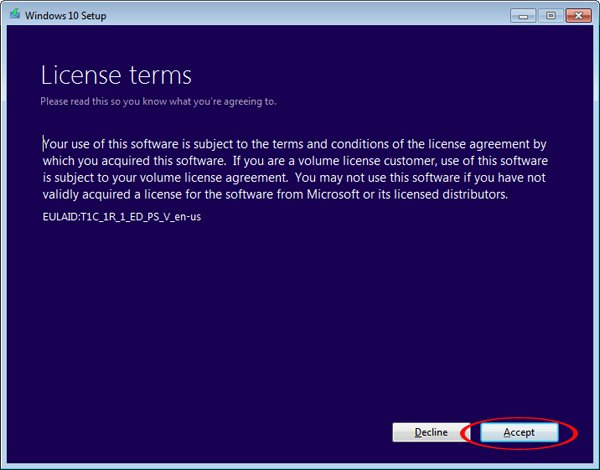 Windows 10 Setup
License terms
Please read this so you know what you're agreeing to.
Your use of this software is subject to the terms and conditions of the license agreement by
which you acquired this software.  If you are a volume license customer, use of this software
is subject to your volume license agreement.  You may not use this software if you have not
validly acquired a license for the software from Microsoft or its licensed distributors.
EULAID:T1C_1R_1_ED_PS_V_en-us
Decline Accept